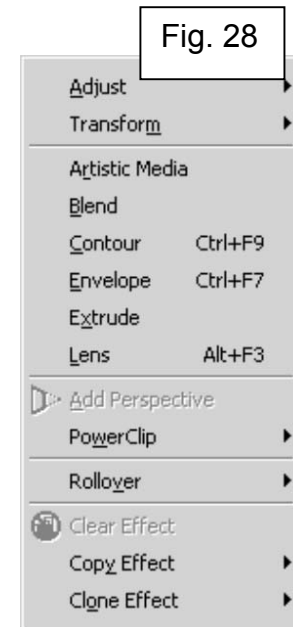 Fig. 28
Adjust
Transform
Artistic Media
Blend
Contour Ctrl+F9
Envelope Ctrl+F7
Extrude
Lens Alt+F3
Add Perspective
PowerClip
Rollover
Clear Effect
Copy Effect
Clone Effect